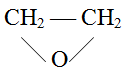 CH₂ — CH₂
O